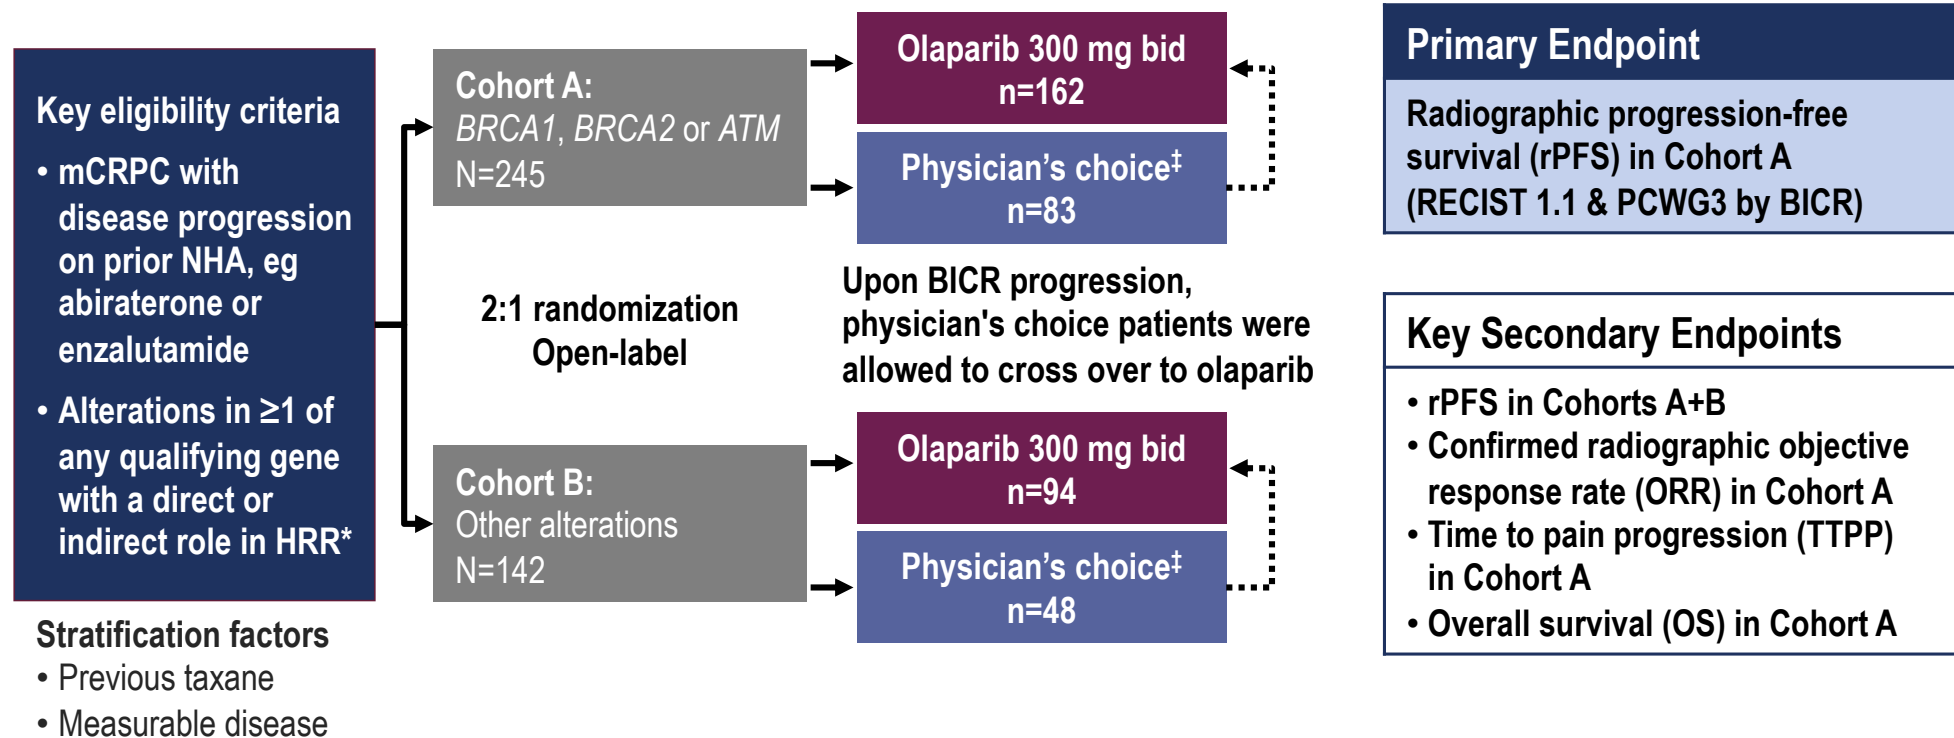 Key eligibility criteria
• mCRPC with
disease progression
on prior NHA, eg
abiraterone or
enzalutamide
• Alterations in ≥1 of
any qualifying gene
with a direct or
indirect role in HRR*
Stratification factors
• Previous taxane
• Measurable disease
Cohort A:
BRCA1, BRCA2 or ATM
N=245
2:1 randomization
Open-label
Cohort B:
Other alterations
N=142
Olaparib 300 mg bid
n=162
Physician’s choice‡
n=83
Upon BICR progression,
physician's choice patients were
allowed to cross over to olaparib
Olaparib 300 mg bid
n=94
Physician’s choice‡
n=48
Primary Endpoint
Radiographic progression-free
survival (rPFS) in Cohort A
(RECIST 1.1 & PCWG3 by BICR)
Key Secondary Endpoints
• rPFS in Cohorts A+B
• Confirmed radiographic objective
response rate (ORR) in Cohort A
• Time to pain progression (TTPP)
in Cohort A
• Overall survival (OS) in Cohort A